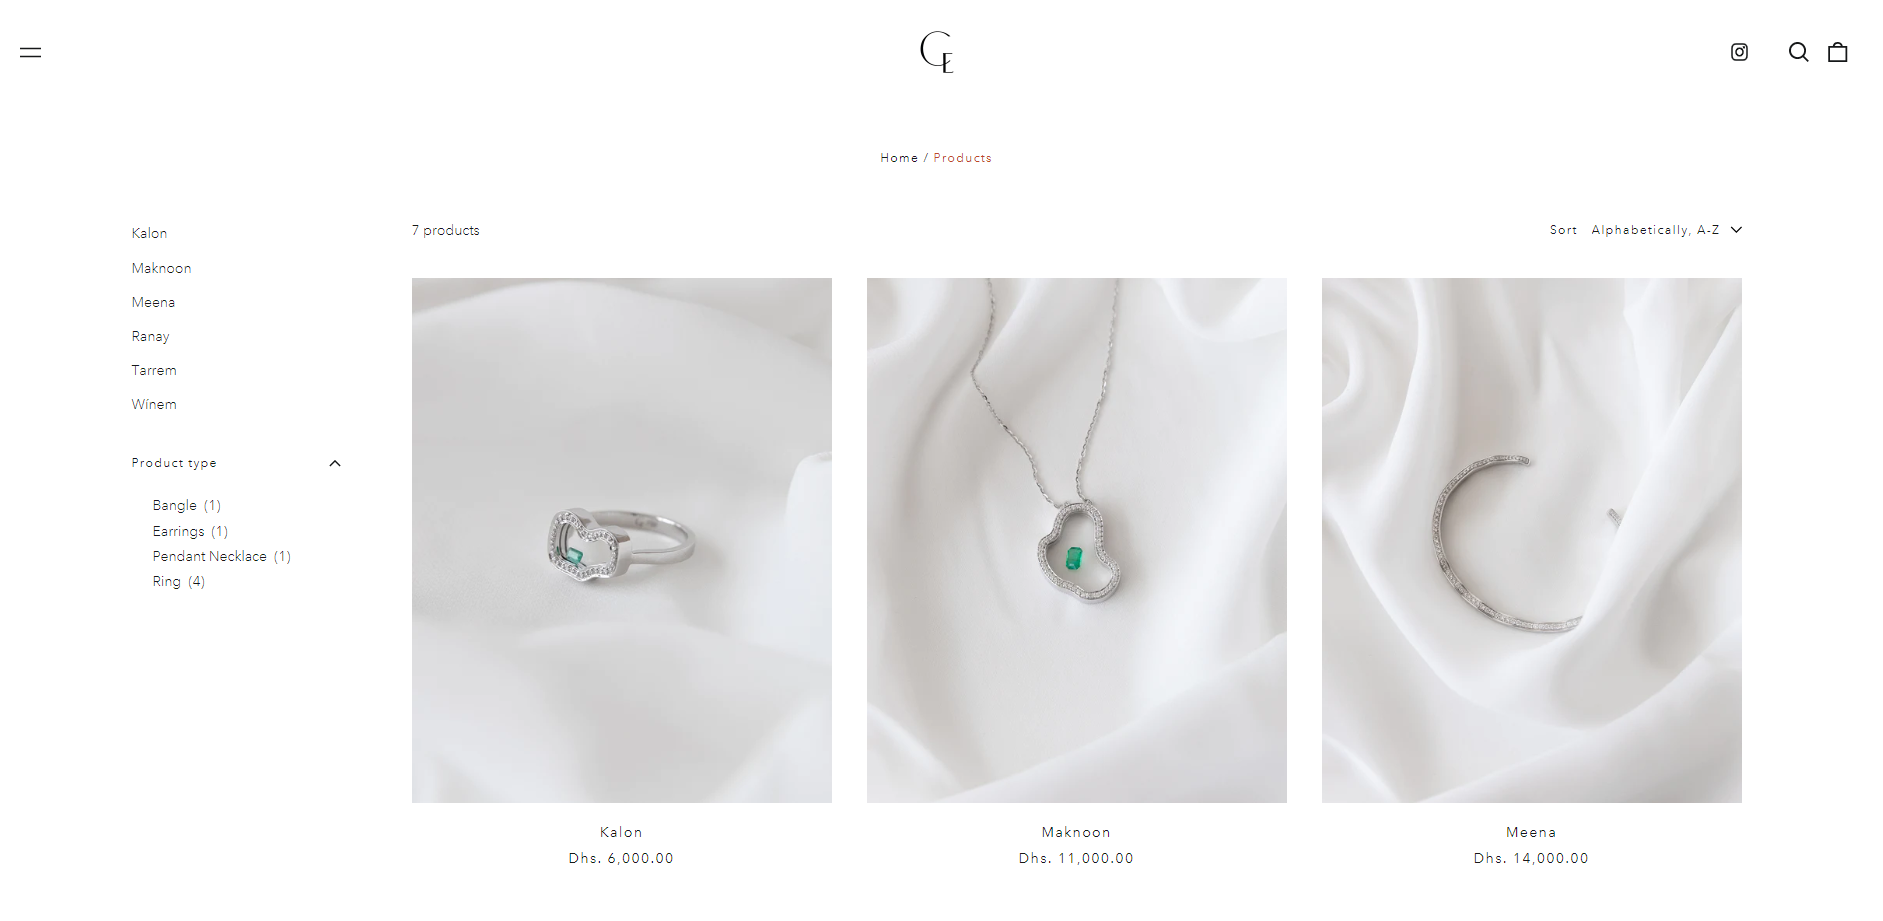 CE
Home / Products
Kalon
Maknoon
Meena
Ranay
Tarrem
Wínem
Product type
Bangle (1)
Earrings (1)
Pendant Necklace (1)
Ring (4)
7 products
Sort Alphabetically, A-Z
Kalon
Dhs. 6,000.00
Maknoon
Dhs. 11,000.00
Meena
Dhs. 14,000.00